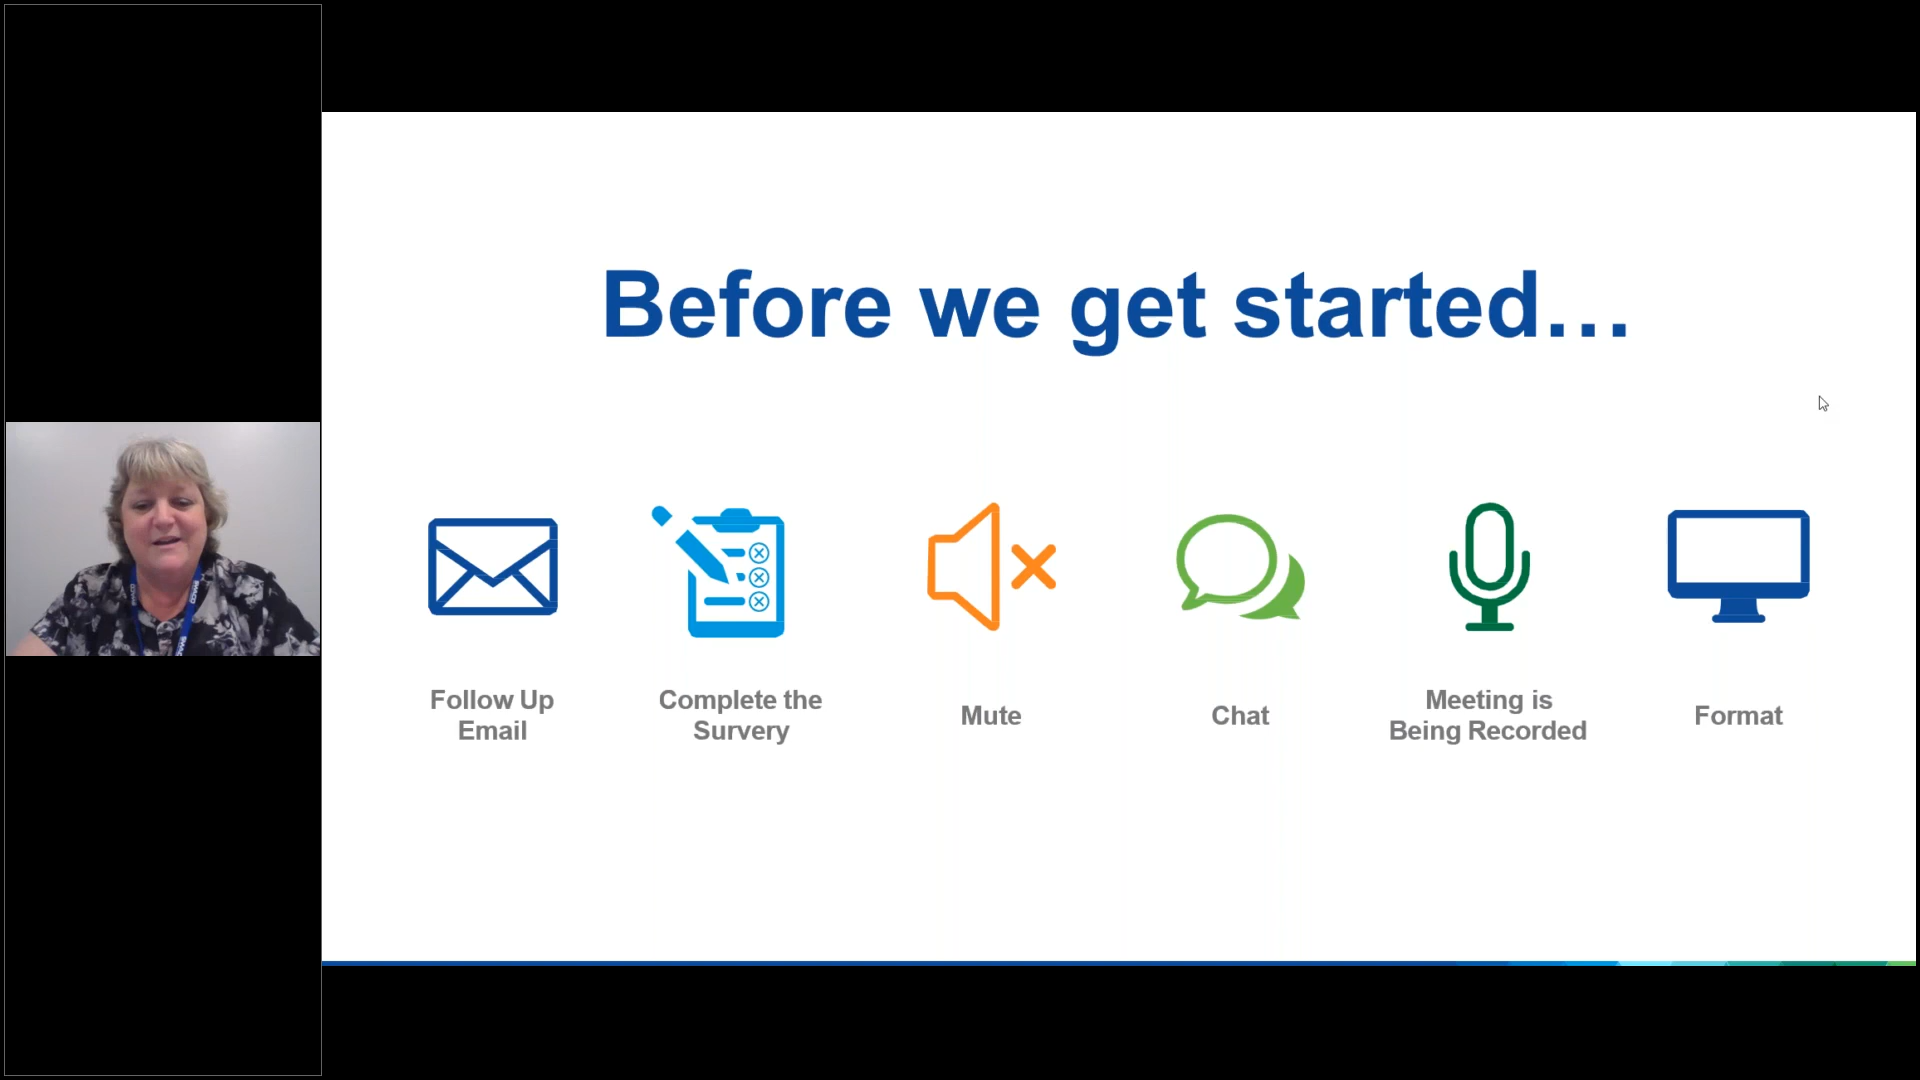 Before we get started…
Follow Up
Email
Complete the
Survery
Mute
Chat
Meeting is
Being Recorded
Format